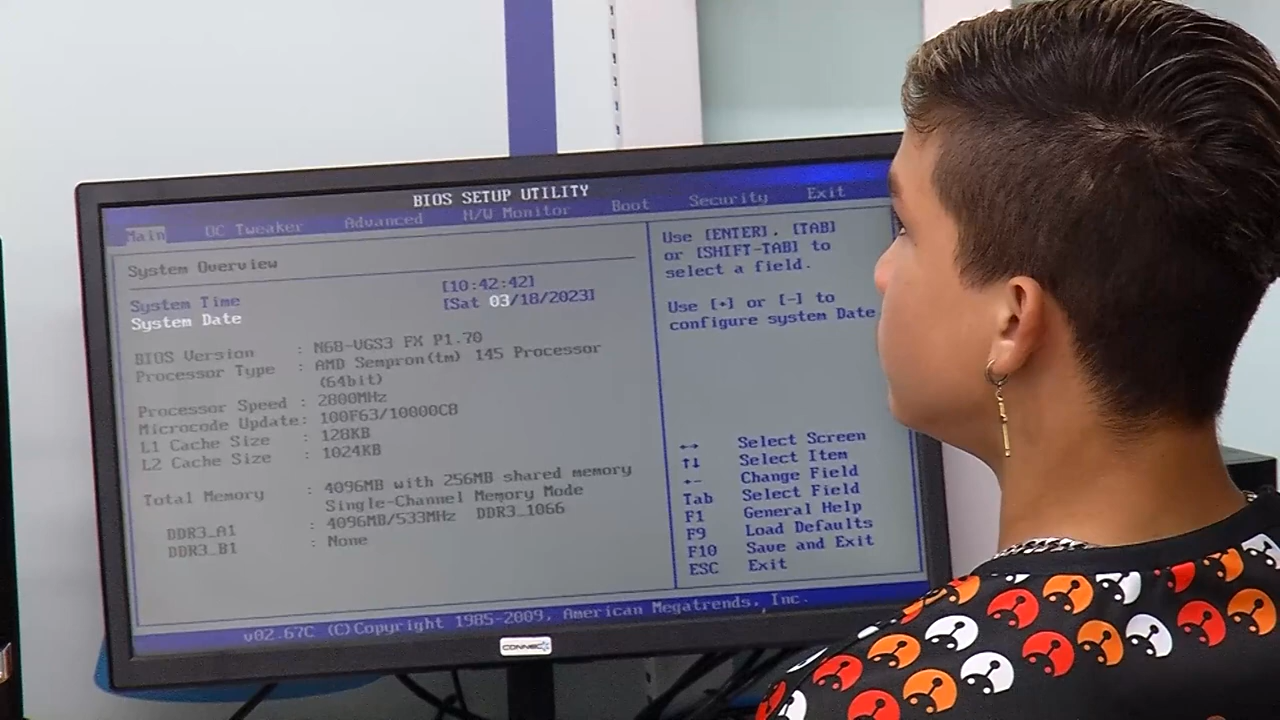 BIOS SETUP UTILITY
Main OC Tweaker Advanced H/W Monitor Boot Security Exit
System Overview
System Time [10:42:42]
System Date [Sat 03/18/2023]
BIOS Version : N68-VGS3 FX P1.70
Processor Type : AMD Sempron(tm) 145 Processor
(64bit)
Processor Speed : 2800MHz
Microcode Update: 100F63/10000C8
L1 Cache Size : 128KB
L2 Cache Size : 1024KB
Total Memory : 4096MB with 256MB shared memory
Single-Channel Memory Mode
DDR3_A1 : 4096MB/533MHz DDR3_1066
DDR3_B1 : None
Use [ENTER], [TAB]
or [SHIFT-TAB] to
select a field.
Use [+] or [-] to
configure system Date
↔ Select Screen
↑↓ Select Item
+- Change Field
Tab Select Field
F1 General Help
F9 Load Defaults
F10 Save and Exit
ESC Exit
v02.67 (C)Copyright 1985-2009, American Megatrends, Inc.